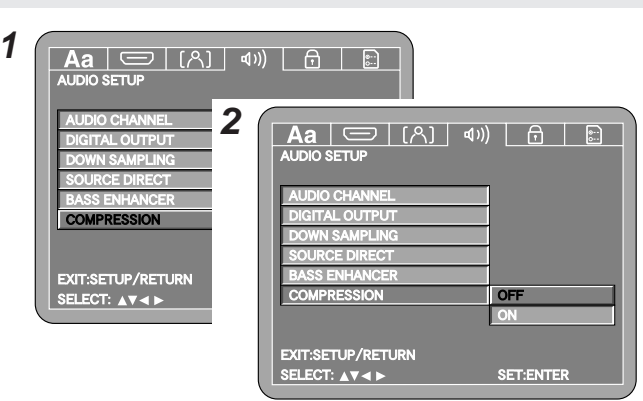 1
Aa
AUDIO SETUP
AUDIO CHANNEL
DIGITAL OUTPUT
DOWN SAMPLING
SOURCE DIRECT
BASS ENHANCER
COMPRESSION
EXIT:SETUP/RETURN
SELECT: ▲▼◄ ►
2
Aa
AUDIO SETUP
AUDIO CHANNEL
DIGITAL OUTPUT
DOWN SAMPLING
SOURCE DIRECT
BASS ENHANCER
COMPRESSION OFF
ON
EXIT:SETUP/RETURN
SELECT: ▲▼◄ ► SET:ENTER